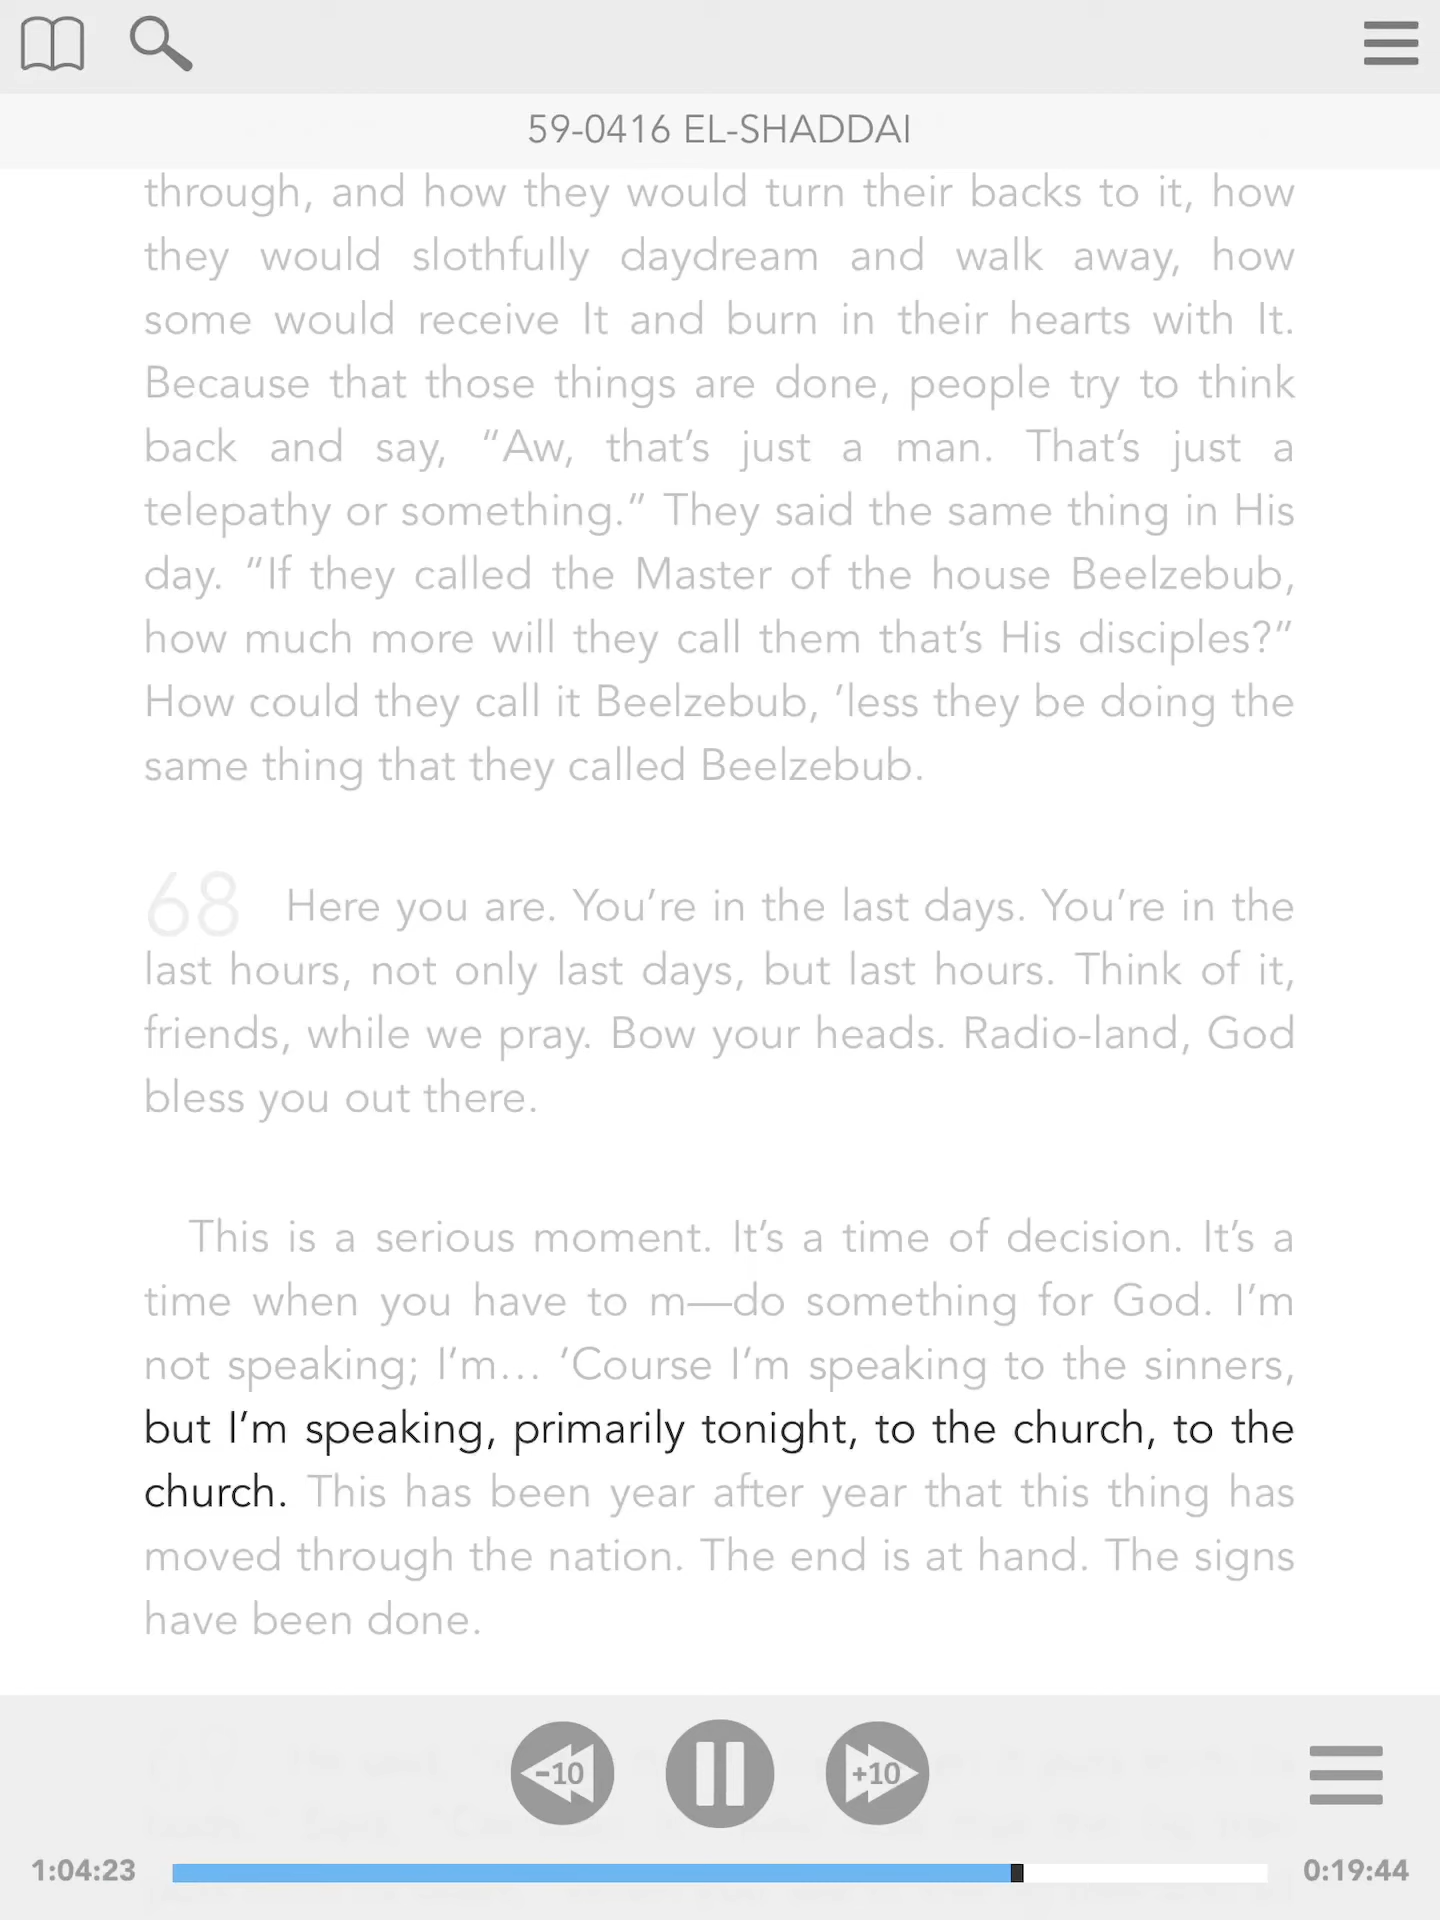 59-0416 EL-SHADDAI
through, and how they would turn their backs to it, how
they would slothfully daydream and walk away, how
some would receive It and burn in their hearts with It.
Because that those things are done, people try to think
back and say, “Aw, that’s just a man. That’s just a
telepathy or something.” They said the same thing in His
day. “If they called the Master of the house Beelzebub,
how much more will they call them that’s His disciples?”
How could they call it Beelzebub, ’less they be doing the
same thing that they called Beelzebub.
68 Here you are. You’re in the last days. You’re in the
last hours, not only last days, but last hours. Think of it,
friends, while we pray. Bow your heads. Radio-land, God
bless you out there.
This is a serious moment. It’s a time of decision. It’s a
time when you have to m—do something for God. I’m
not speaking; I’m… ’Course I’m speaking to the sinners,
but I’m speaking, primarily tonight, to the church, to the
church. This has been year after year that this thing has
moved through the nation. The end is at hand. The signs
have been done.
-10 +10
1:04:23 0:19:44